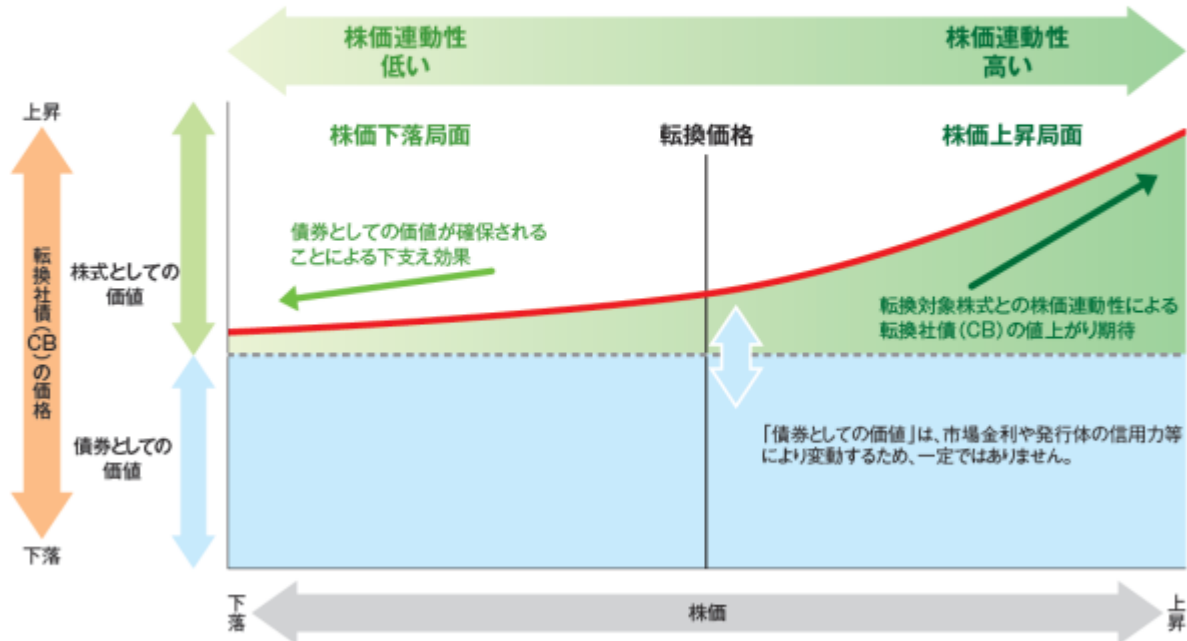 株価連動性
低い
株価連動性
高い
上昇
転換社債(CB)の価格
下落
株式としての
価値
債券としての
価値
株価下落局面
転換価格
株価上昇局面
債券としての価値が確保される
ことによる下支え効果
転換対象株式との株価連動性による
転換社債(CB)の値上がり期待
「債券としての価値」は、市場金利や発行体の信用力等
により変動するため、一定ではありません。
下落
株価
上昇